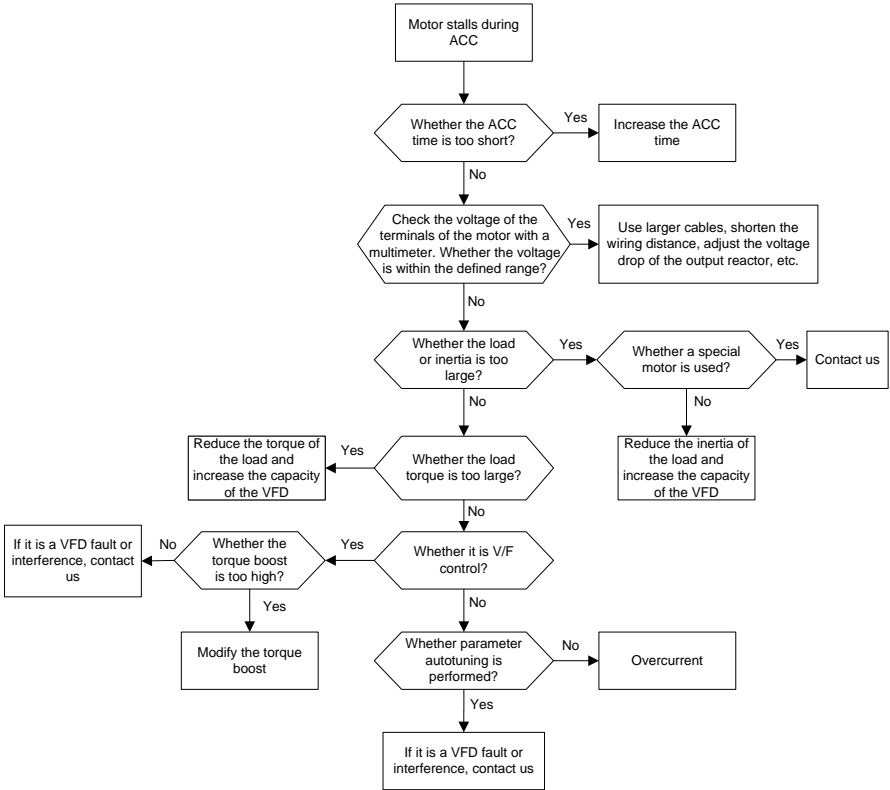 Motor stalls during
ACC
Whether the ACC
time is too short?
Yes
Increase the ACC
time
No
Check the voltage of the
terminals of the motor with a
multimeter. Whether the voltage
is within the defined range?
Yes
Use larger cables, shorten the
wiring distance, adjust the voltage
drop of the output reactor, etc.
No
Whether the load
or inertia is too
large?
Yes
Whether a special
motor is used?
Yes
Contact us
No
No
Reduce the torque of
the load and
increase the capacity
of the VFD
Yes
Whether the load
torque is too large?
Reduce the inertia of
the load and
increase the capacity
of the VFD
No
If it is a VFD fault or
interference, contact
us
No
Whether the
torque boost
is too high?
Yes
Whether it is V/F
control?
Yes
No
Modify the torque
boost
Whether parameter
autotuning is
performed?
No
Overcurrent
Yes
If it is a VFD fault or
interference, contact us